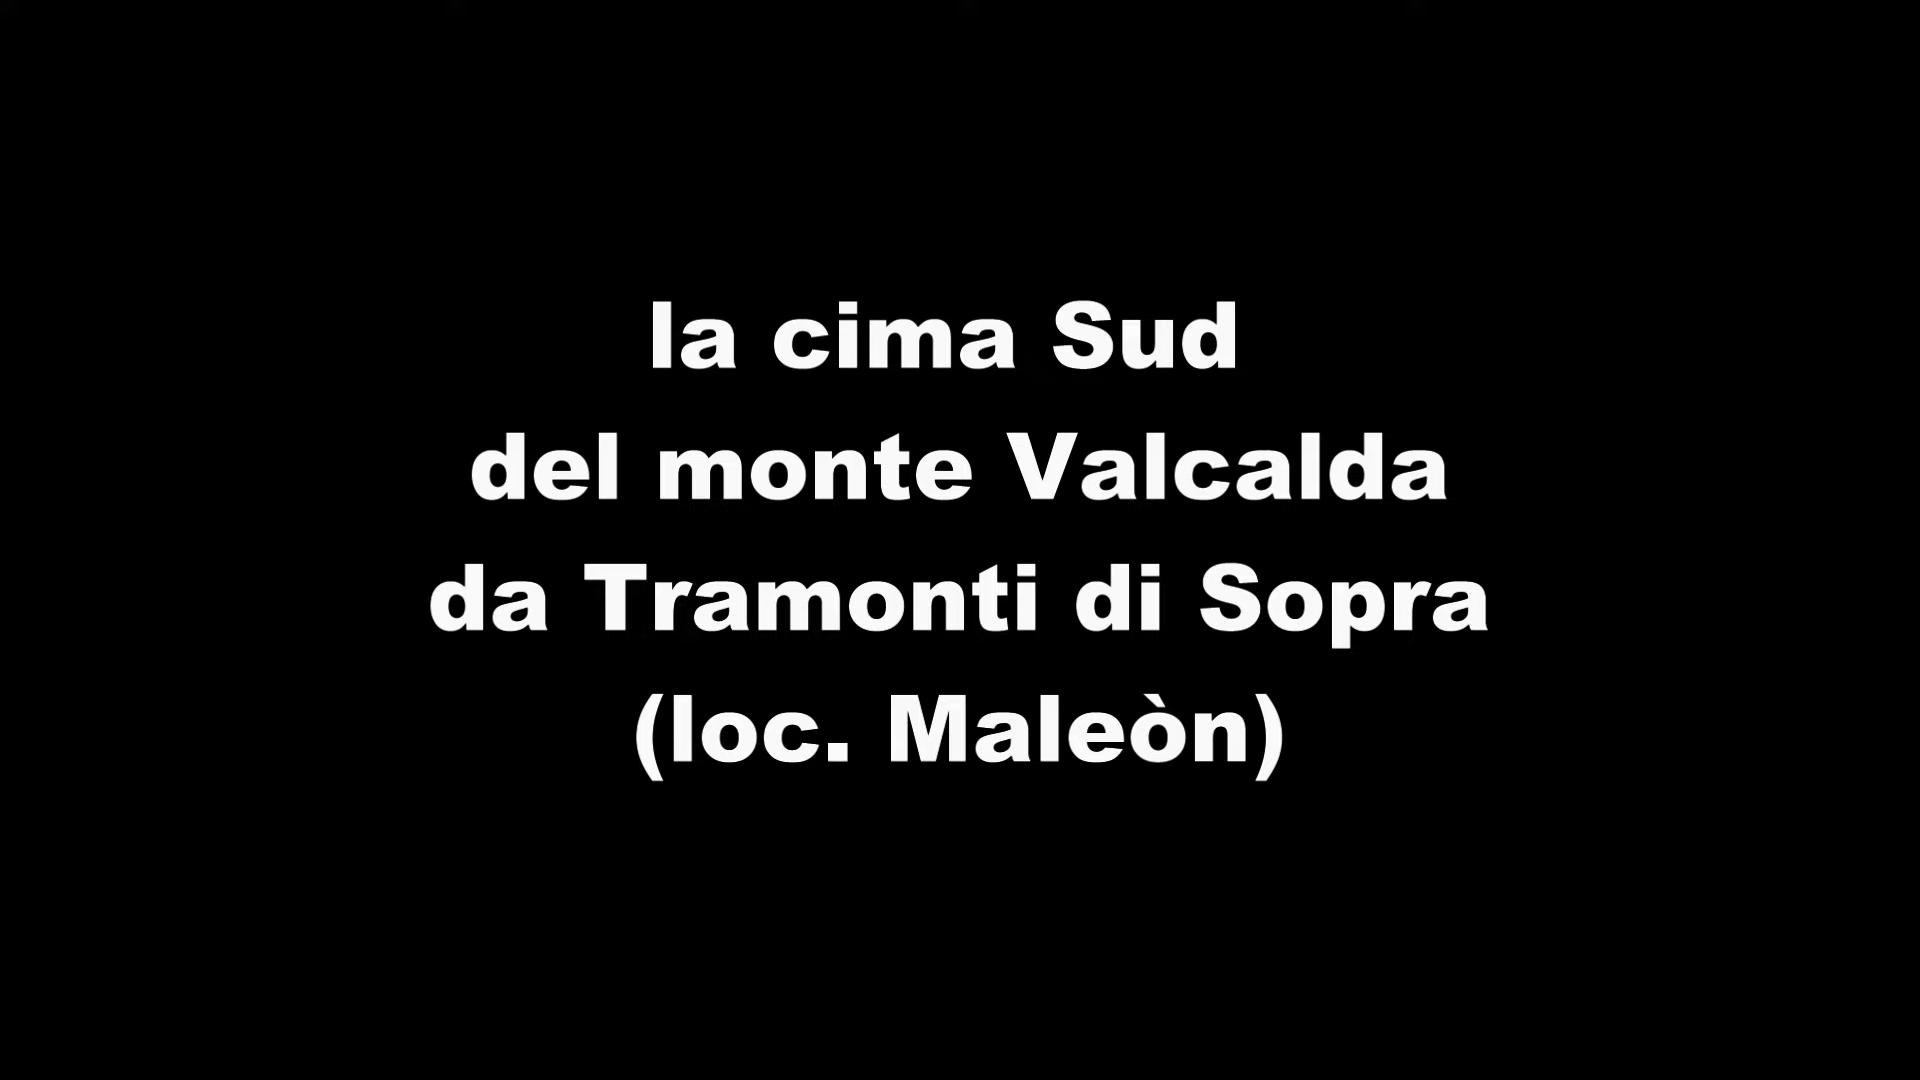 la cima Sud
del monte Valcalda
da Tramonti di Sopra
(loc. Maleòn)